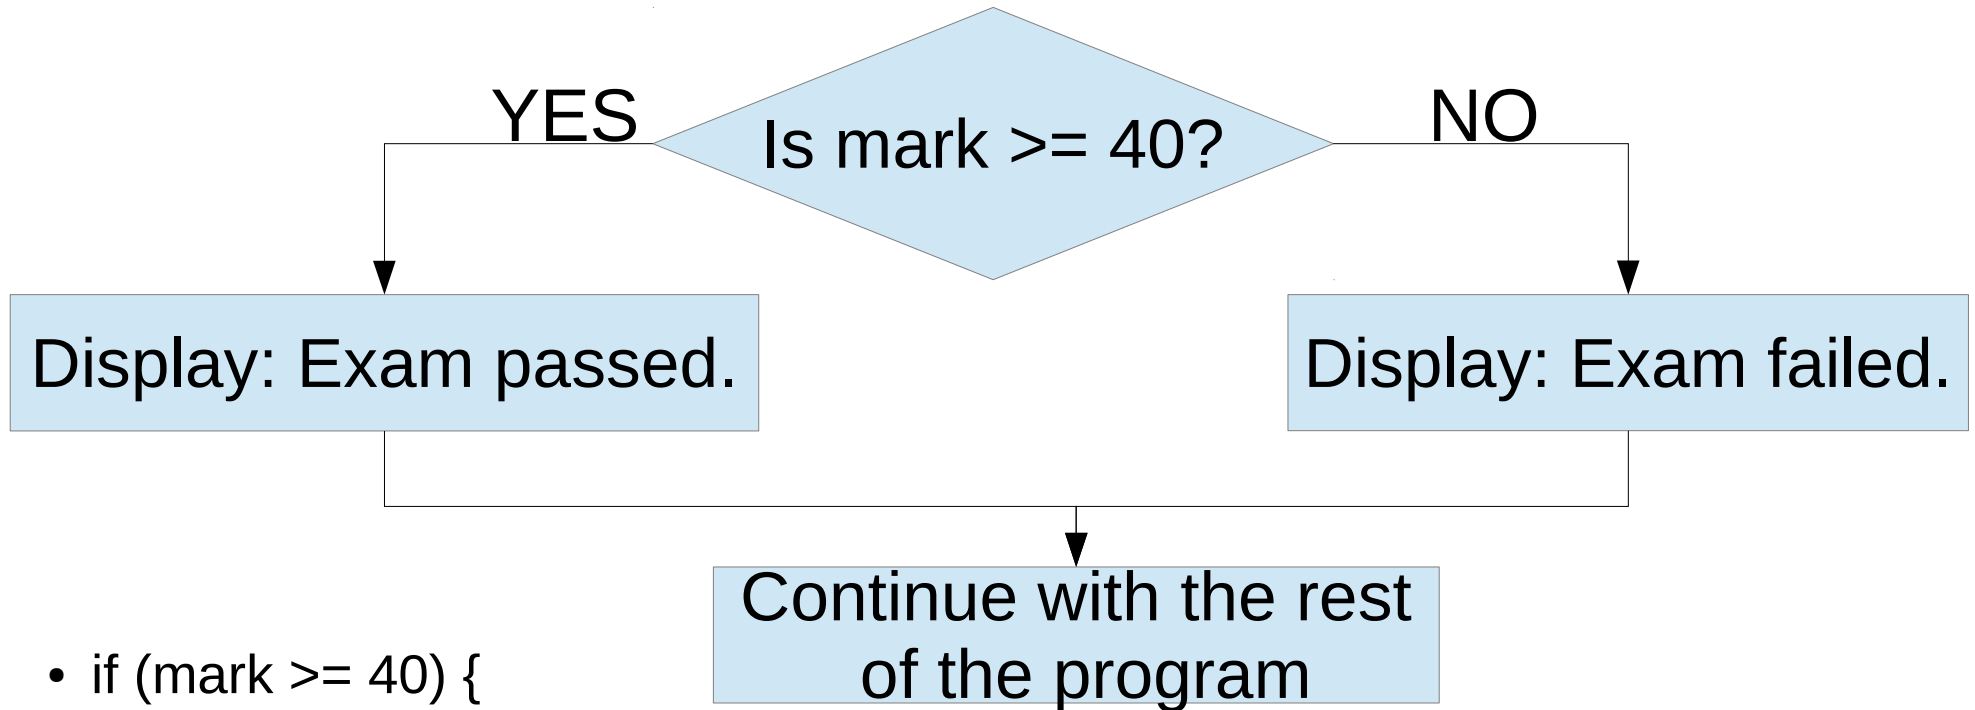 YES
Is mark >= 40?
NO
Display: Exam passed.
Display: Exam failed.
Continue with the rest
of the program
• if (mark >= 40) {